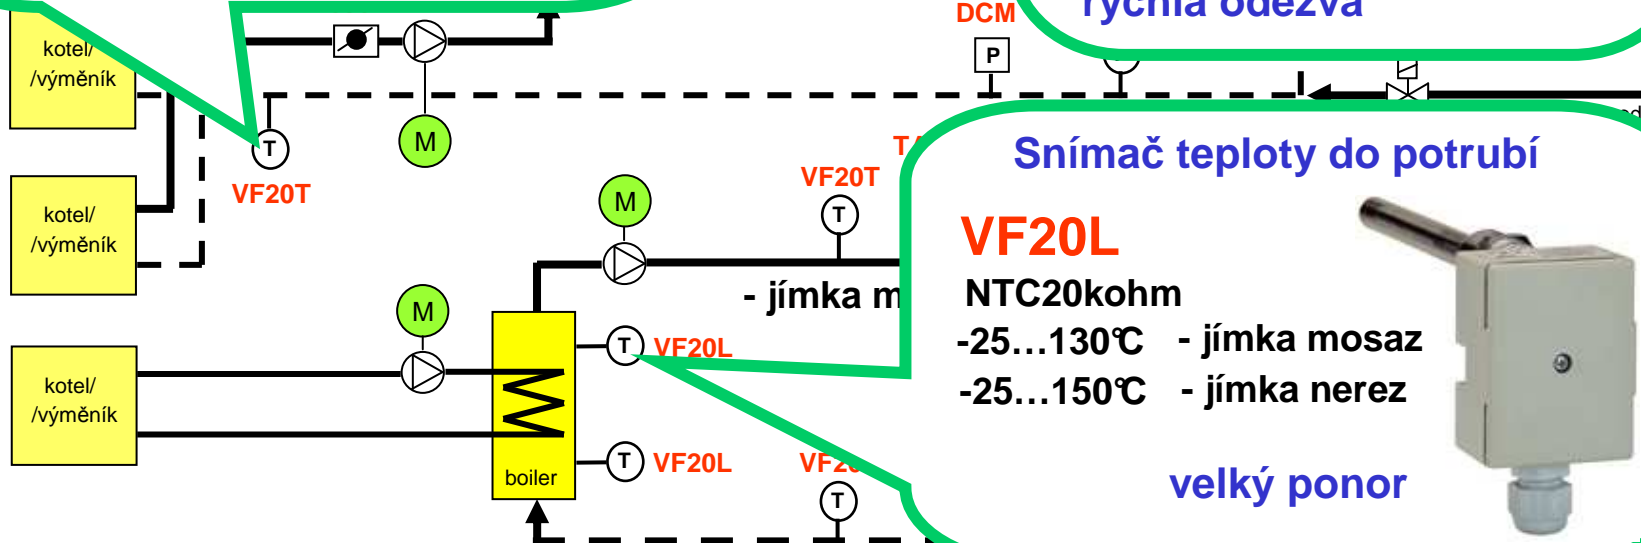 rychlá odezva
DCM
P
kotel/
/výměník
M
T
VF20T
kotel/
/výměník
M
VF20T
T
- jímka m
M
T
VF20L
kotel/
/výměník
boiler
T
VF20L
T
Snímač teploty do potrubí
VF20L
NTC20kohm
-25…130°C - jímka mosaz
-25…150°C - jímka nerez
velký ponor